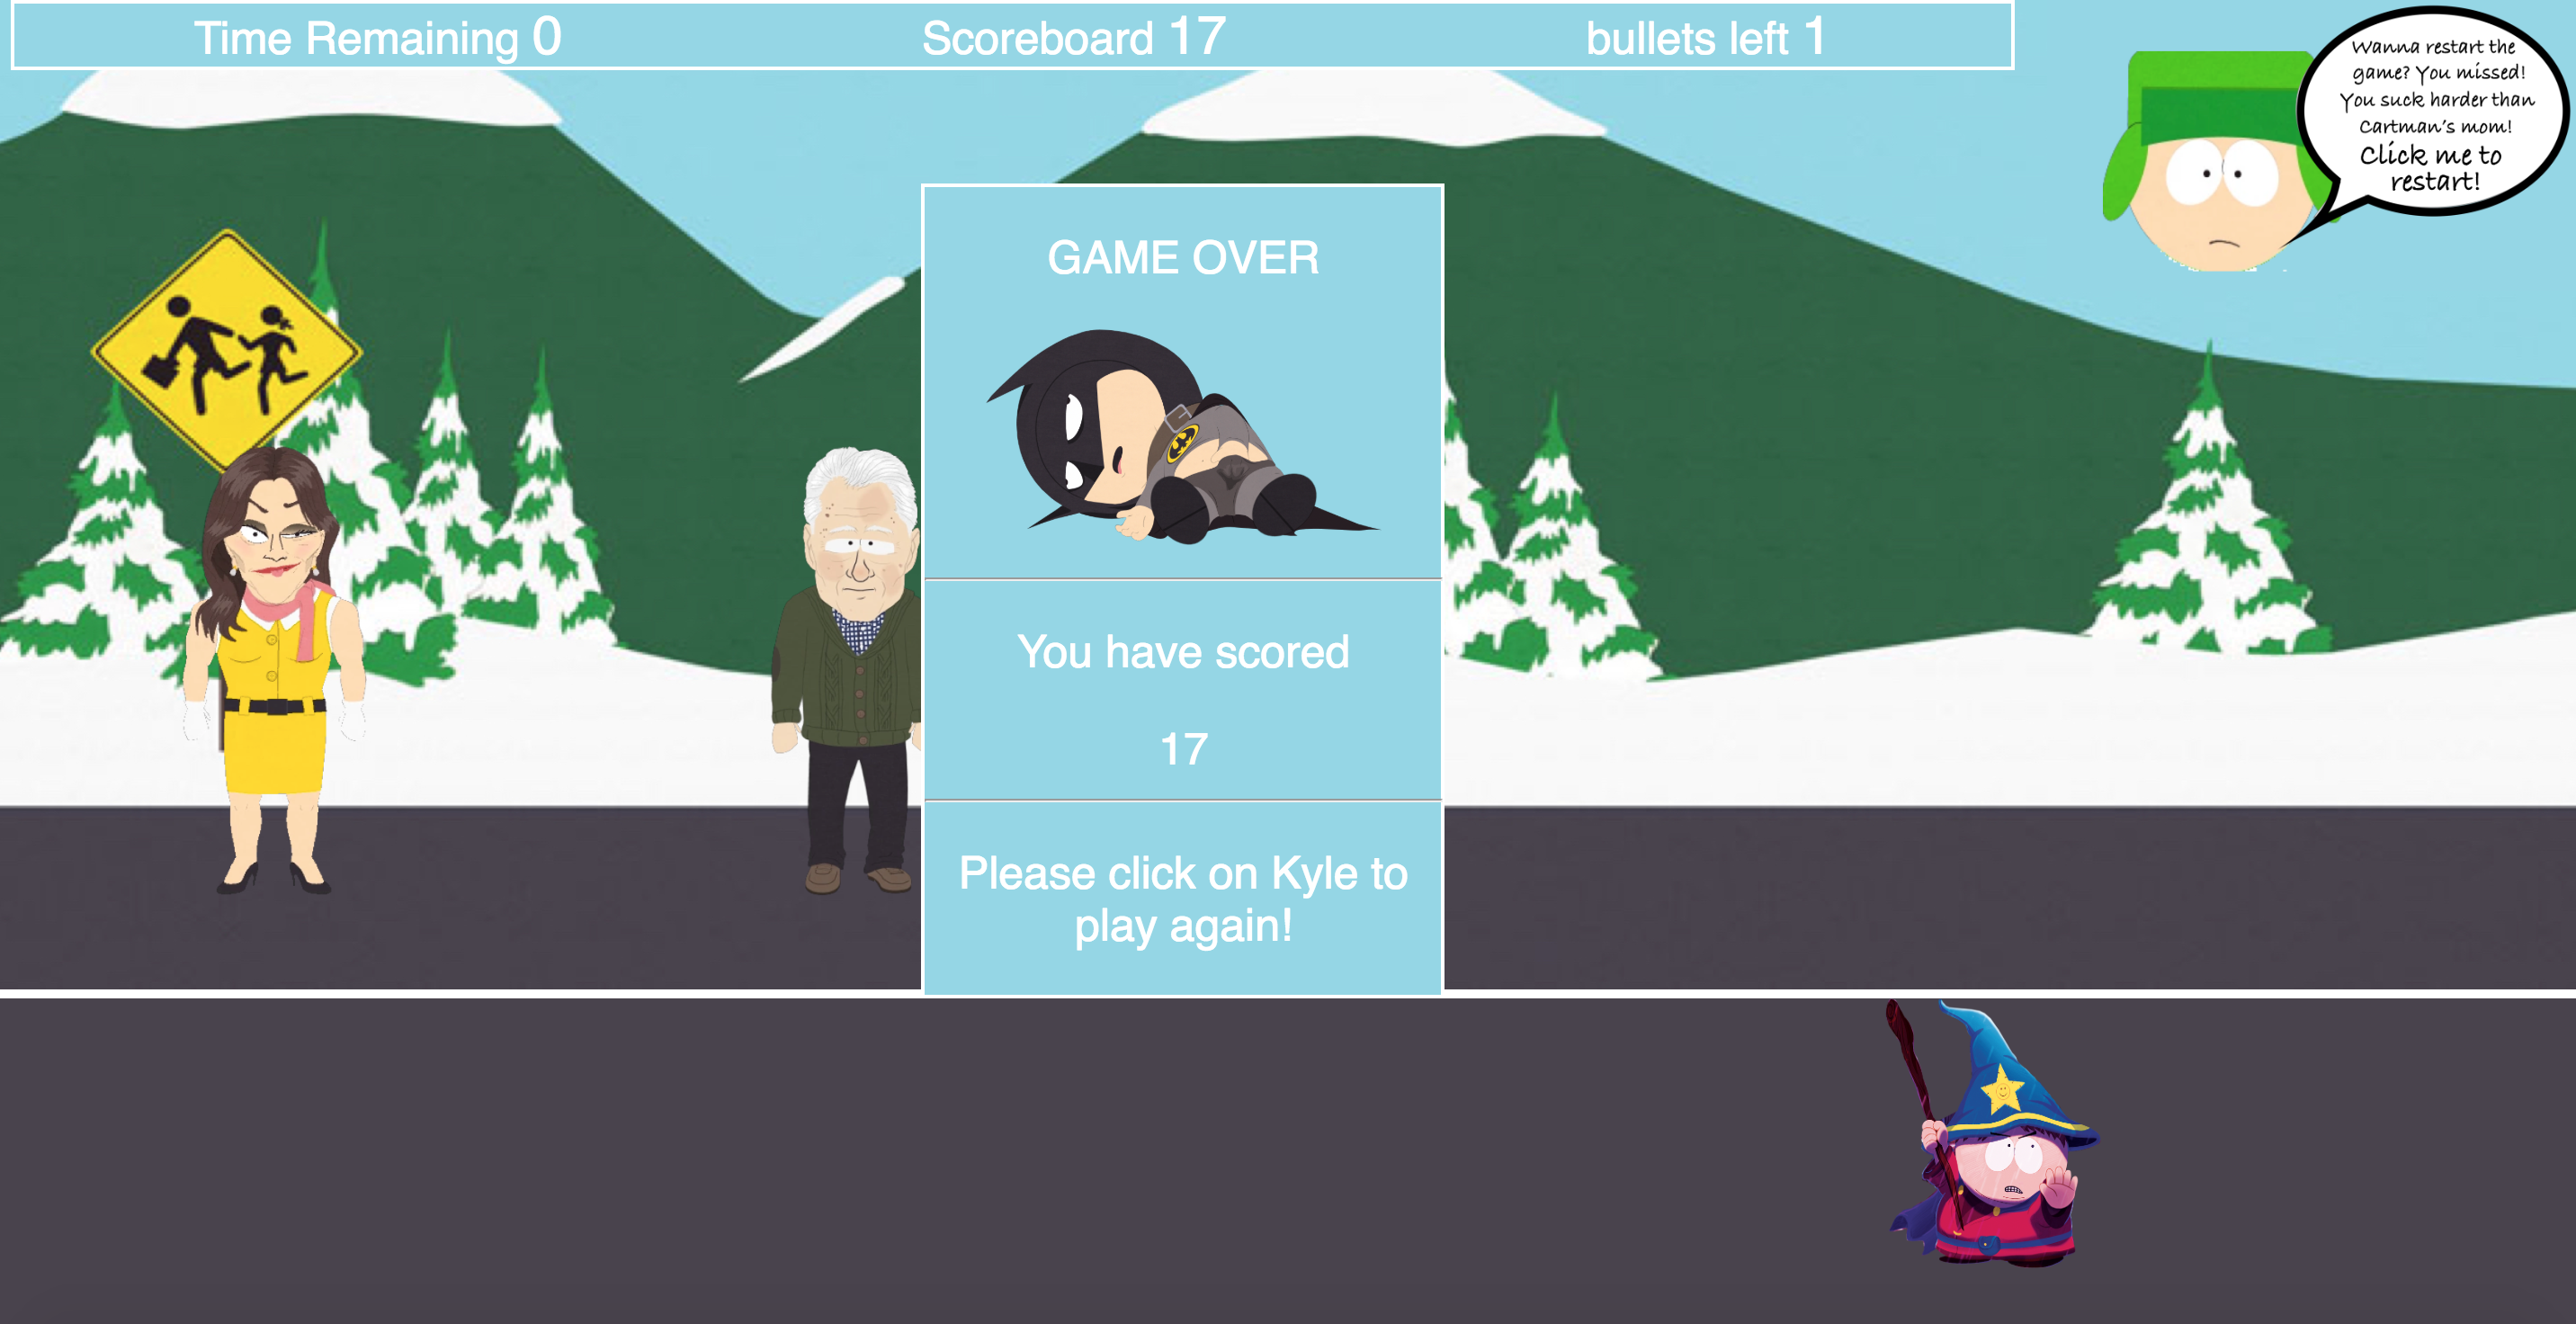 Time Remaining 0
Scoreboard 17
bullets left 1
Wanna restart the
game? You missed!
You suck harder than
Cartman's mom!
Click me to
restart!
GAME OVER
You have scored
17
Please click on Kyle to
play again!